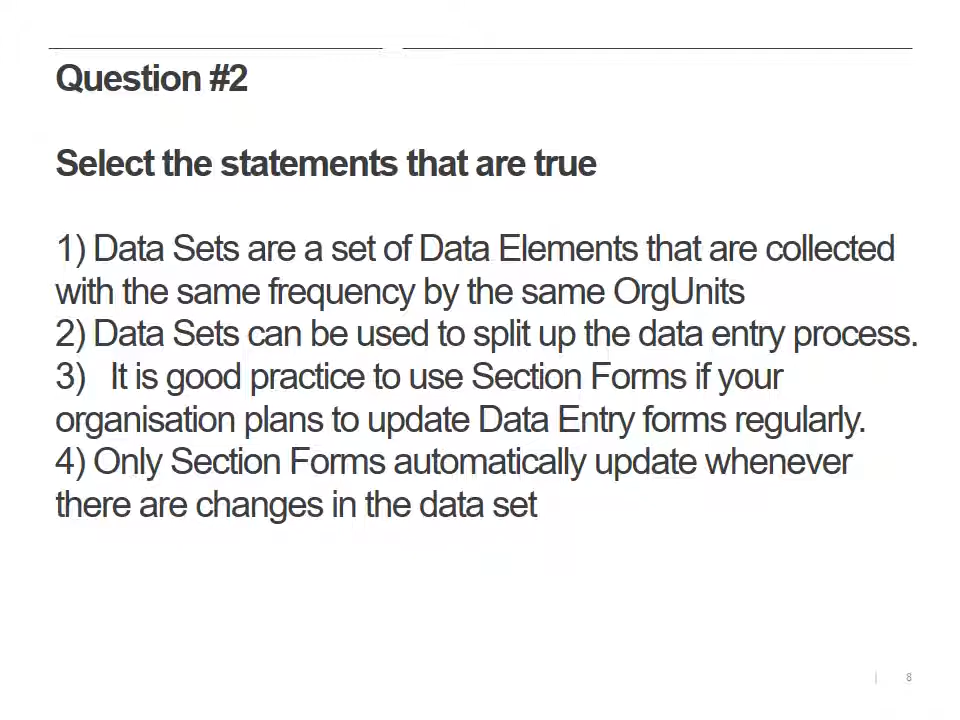 Question #2
Select the statements that are true
1) Data Sets are a set of Data Elements that are collected
with the same frequency by the same OrgUnits
2) Data Sets can be used to split up the data entry process.
3) It is good practice to use Section Forms if your
organisation plans to update Data Entry forms regularly.
4) Only Section Forms automatically update whenever
there are changes in the data set
| 8